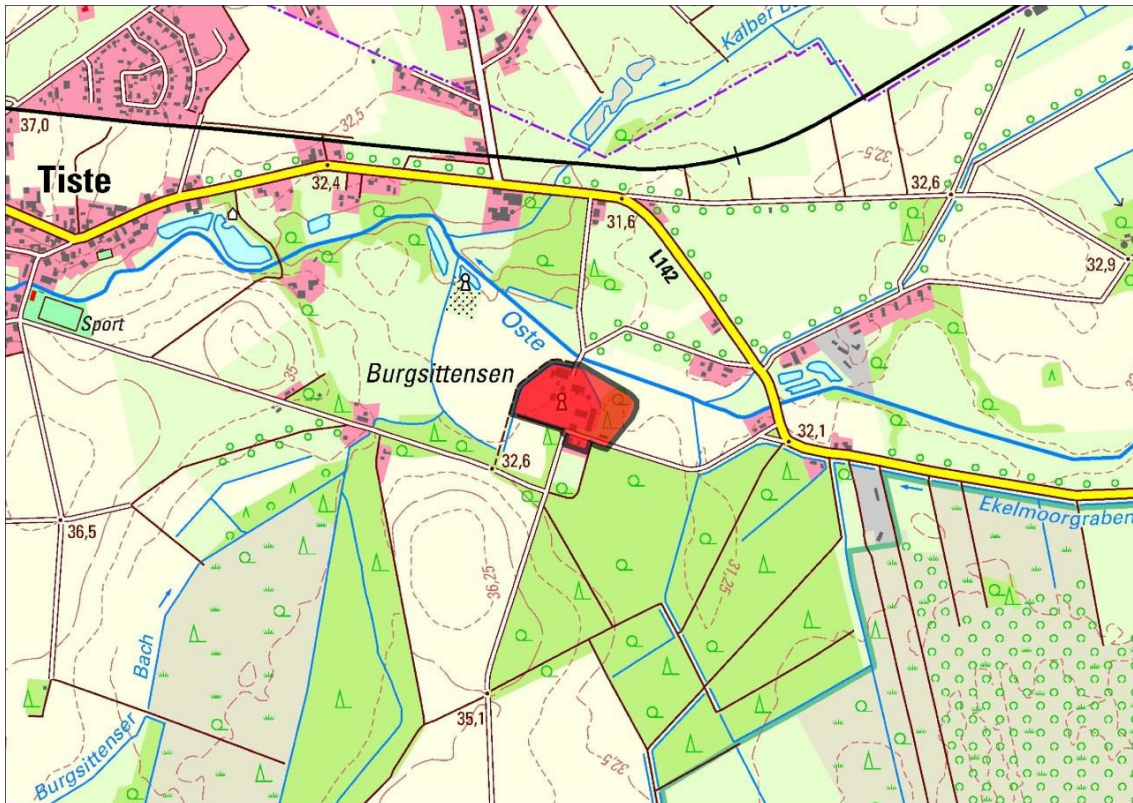 Kalber B
37,0
32,5
Tiste
32,4
32,5
32,6
31,6
32,9
L142
Sport
Oste
35
Burgsittensen
32,1
32,6
Ekelmoorgraben
36,5
36,25
31,25
Bach
35,1
Burgsittenser
32,5